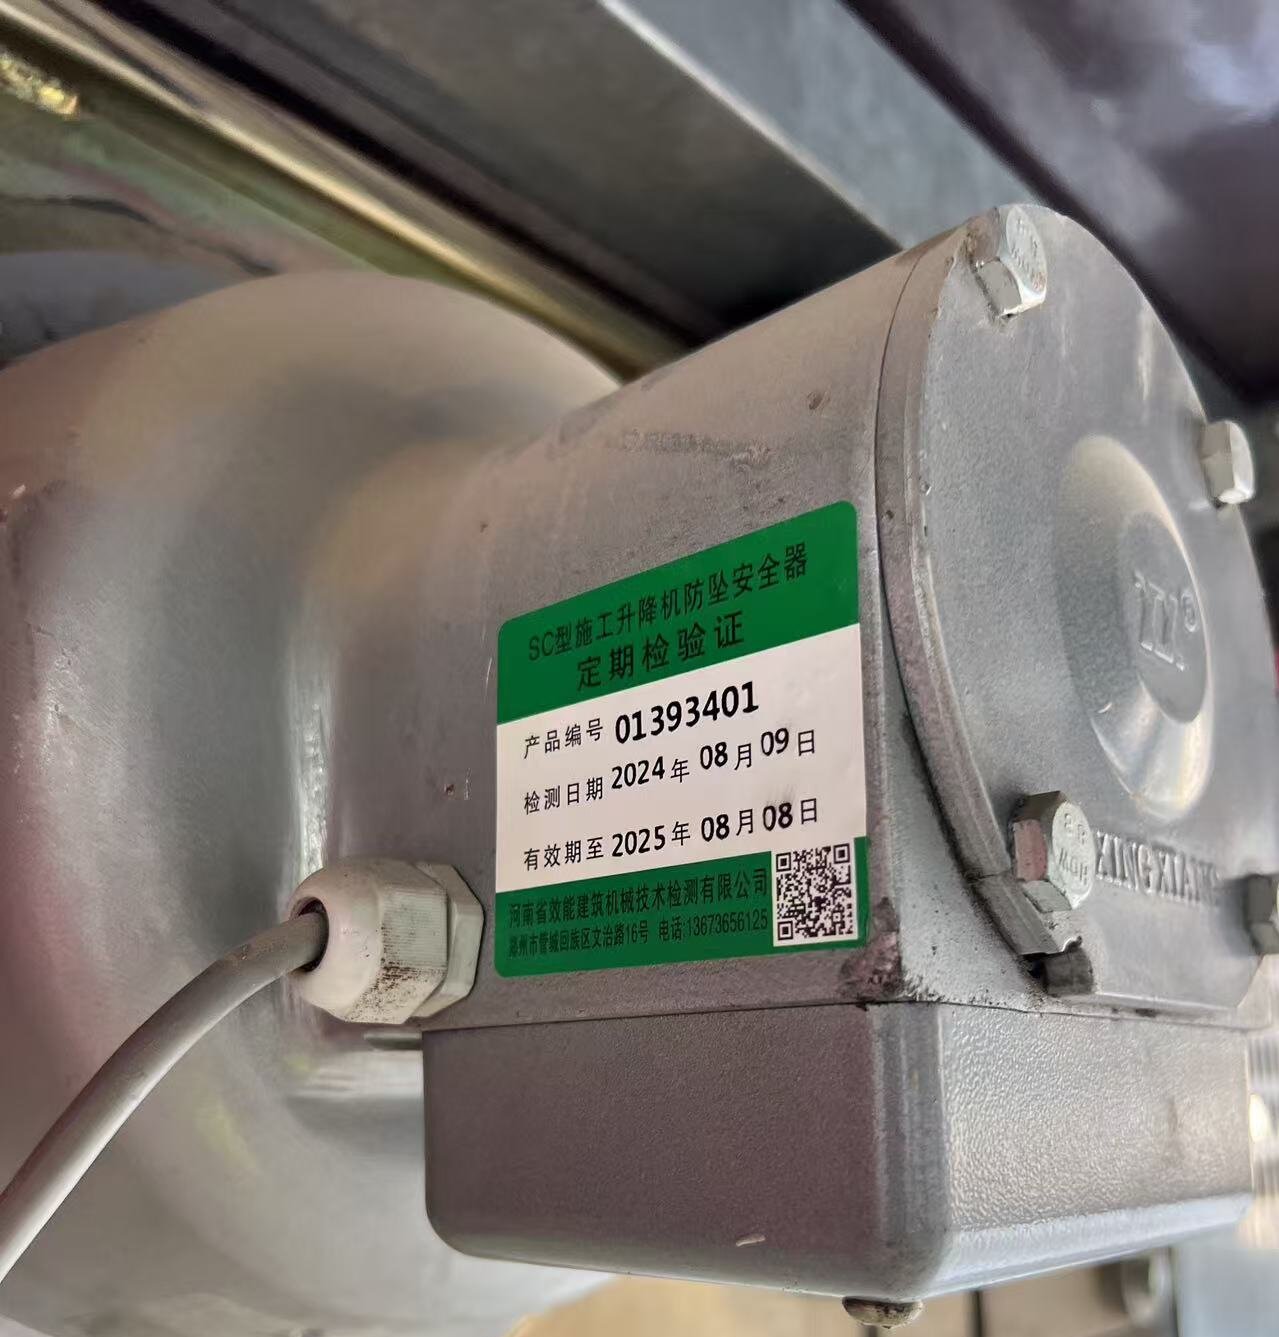 SC型施工升降机防坠安全器
定期检验证
产品编号 01393401
检测日期 2024年08月09日
有效期至 2025年08月08日
河南省效能建筑机械技术检测有限公司
郑州市管城回族区文治路16号 电话:13673656125
XINGXIANG